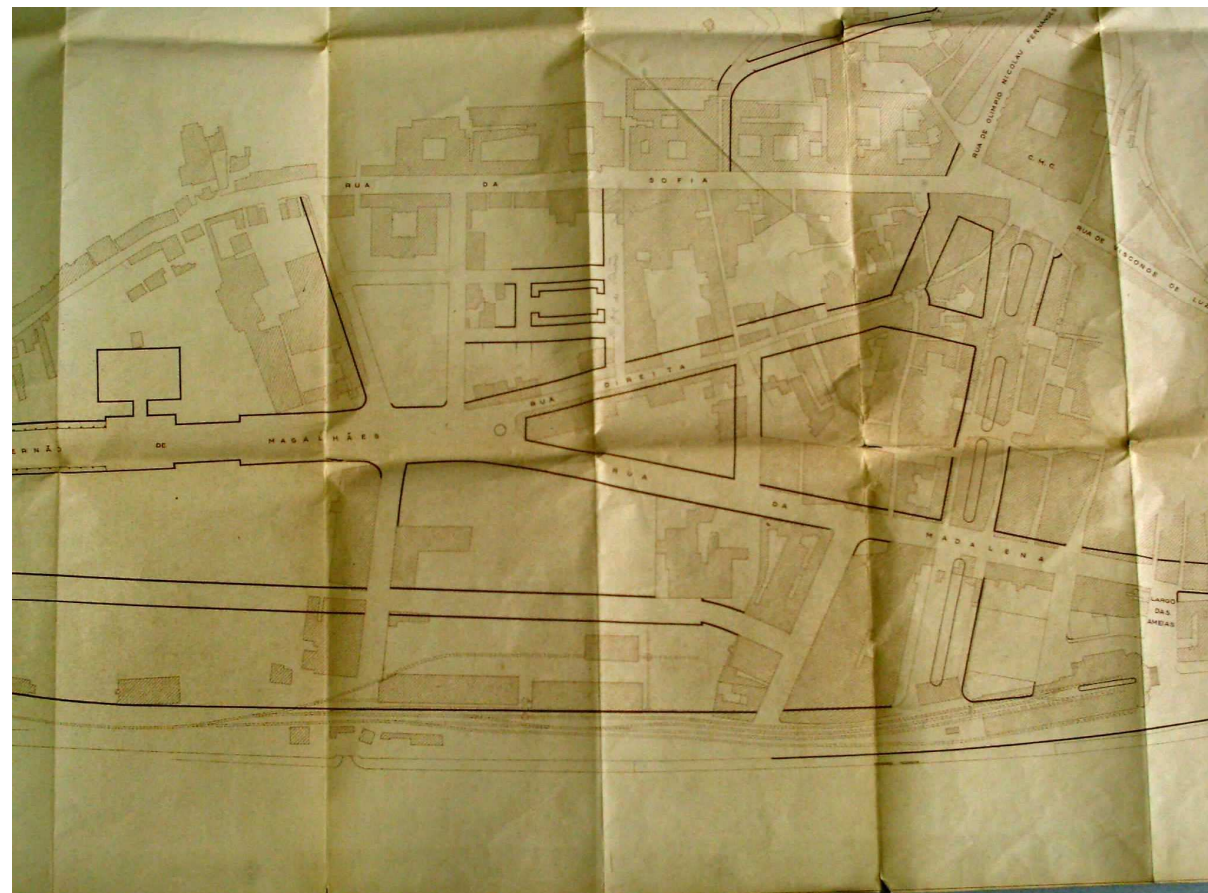 RUA DE OLIMPIO NICOLAU FERNANDES
C.M.C.
RUA DA SOFIA
RUA DE VISCONDE DE LUZ
RUA DIREITA
ERNÃO DE MAGALHÃES
RUA DA MADALENA
LARGO
DAS
AMEIAS